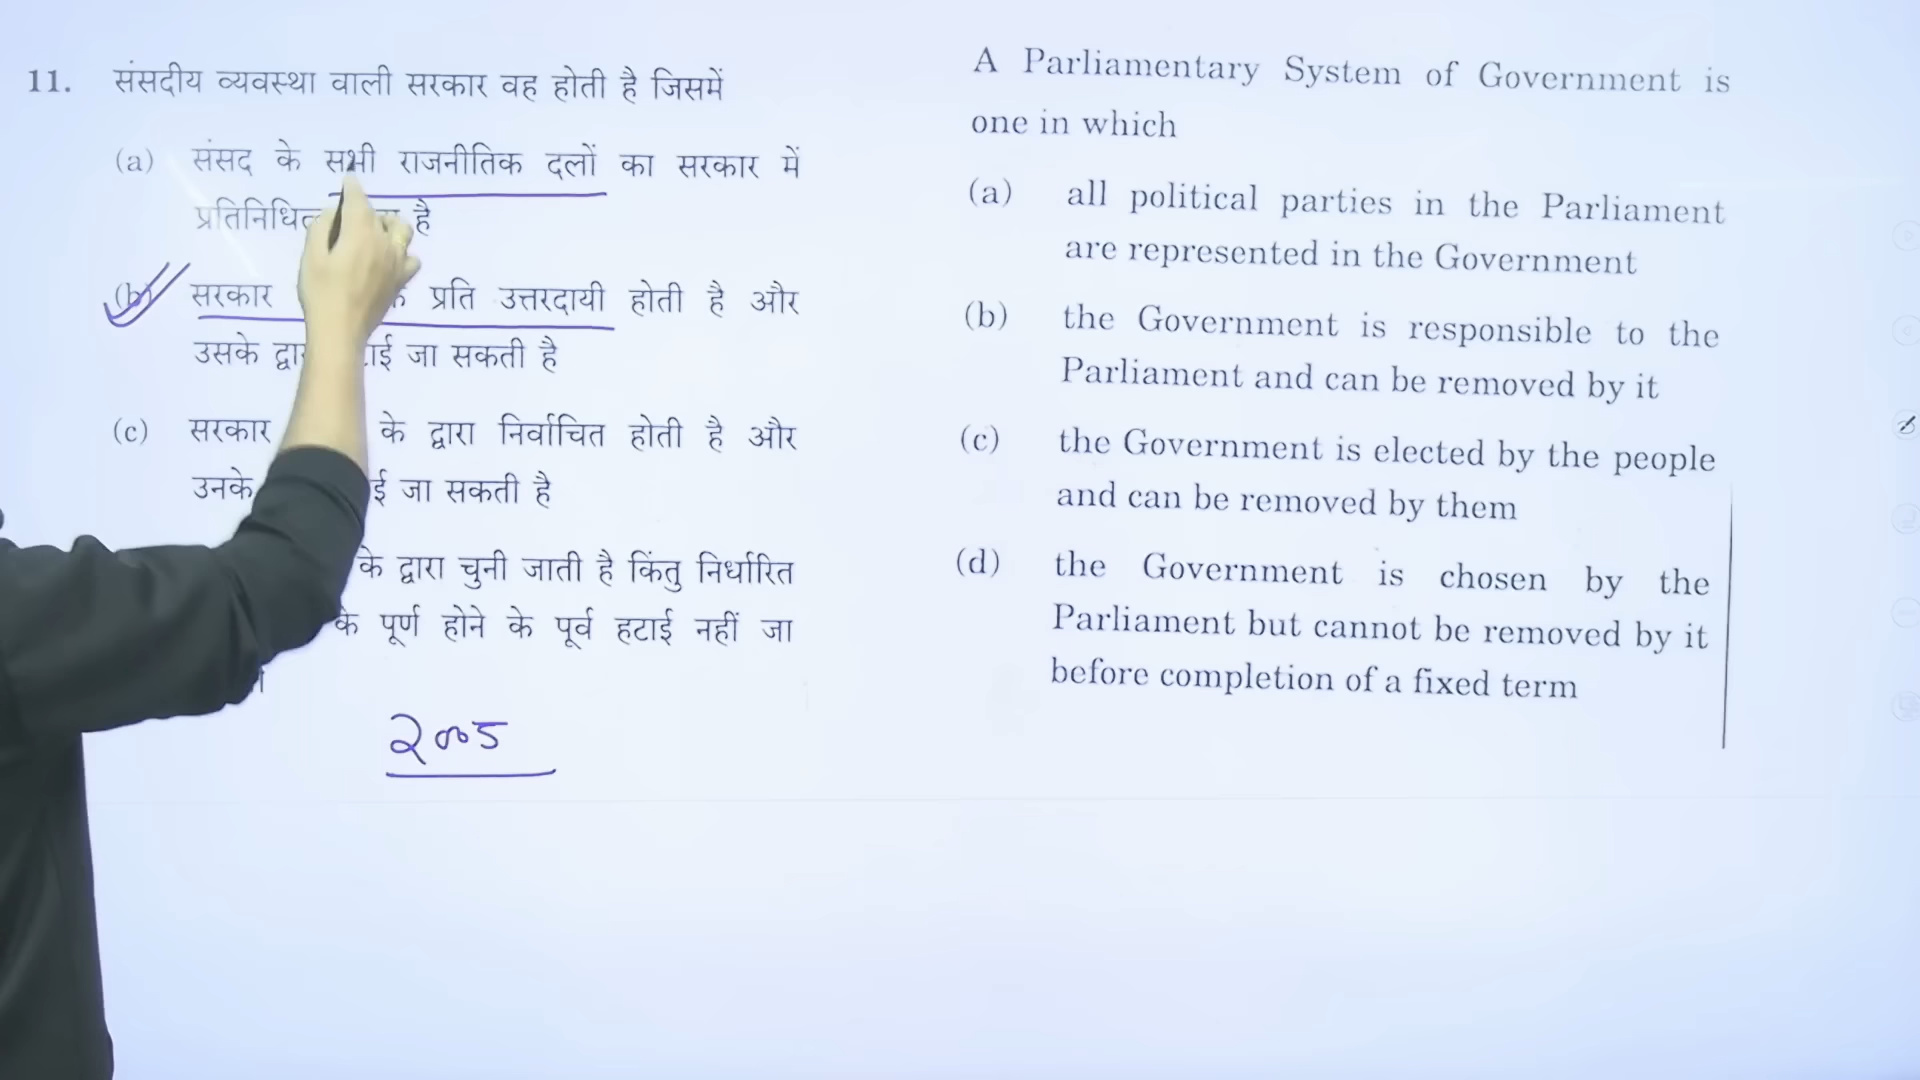 11. संसदीय व्यवस्था वाली सरकार वह होती है जिसमें
(a) संसद के सभी राजनीतिक दलों का सरकार में
है
(b) सरकार प्रति उत्तरदायी होती है और
उसके जा सकती है
(c) सरकार के द्वारा निर्वाचित होती है और
उनके जा सकती है
के द्वारा चुनी जाती है किंतु निर्धारित
के पूर्ण होने के पूर्व हटाई नहीं जा
2005
A Parliamentary System of Government is
one in which
(a) all political parties in the Parliament
are represented in the Government
(b) the Government is responsible to the
Parliament and can be removed by it
(c) the Government is elected by the people
and can be removed by them
(d) the Government is chosen by the
Parliament but cannot be removed by it
before completion of a fixed term